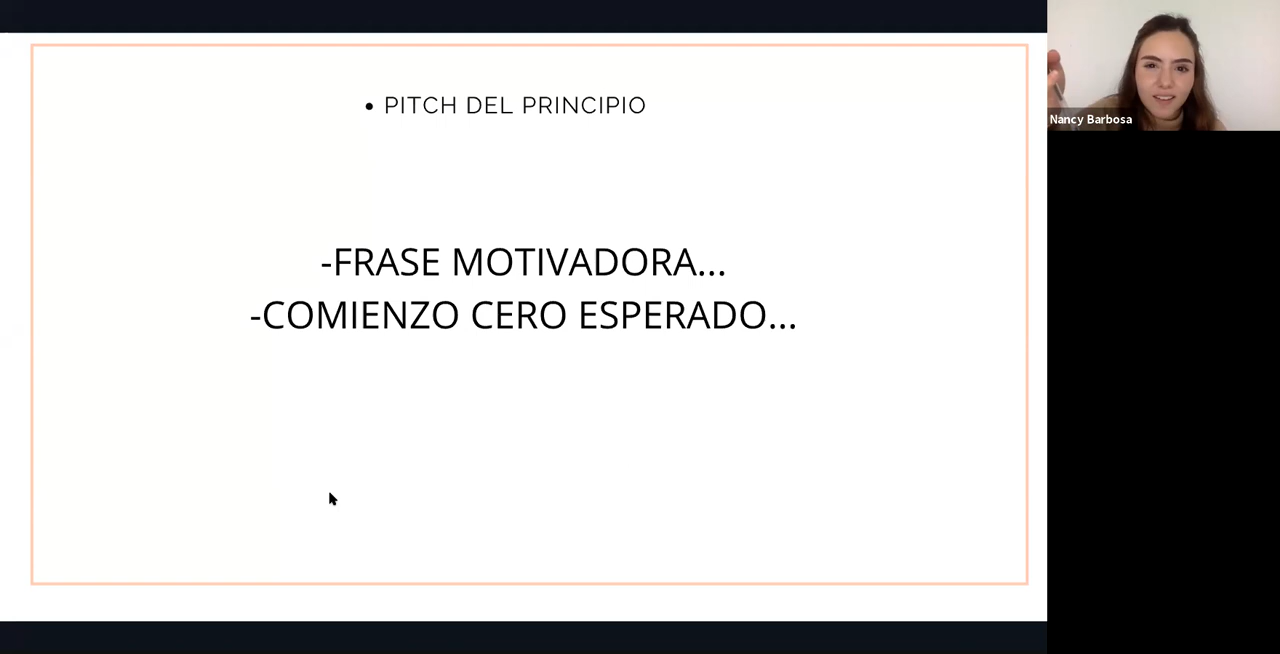 • PITCH DEL PRINCIPIO
-FRASE MOTIVADORA...
-COMIENZO CERO ESPERADO...
Nancy Barbosa